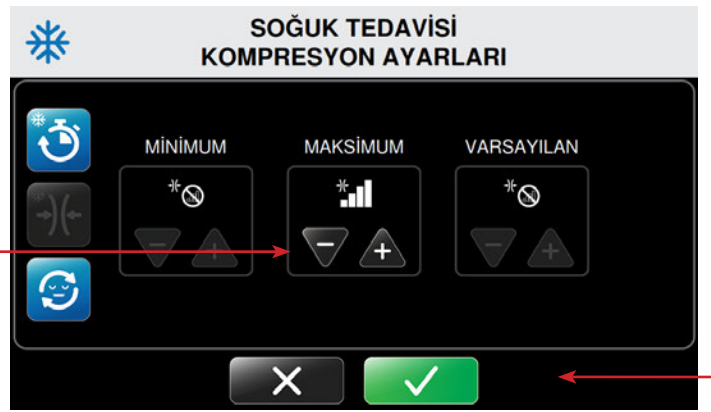 SOĞUK TEDAVİSİ
KOMPRESYON AYARLARI
MİNİMUM MAKSİMUM VARSAYILAN